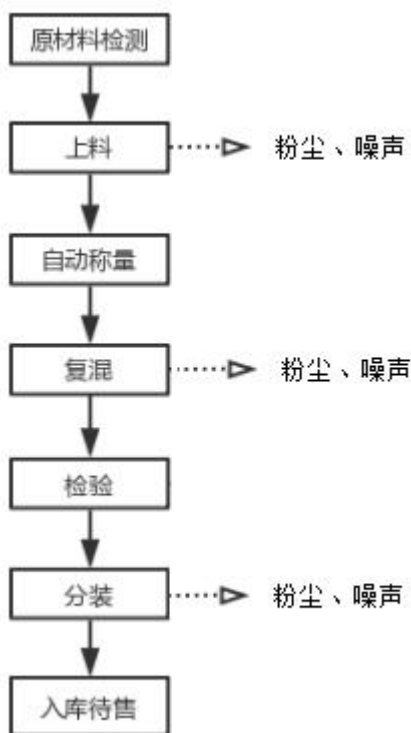 原材料检测
上料
粉尘、噪声
自动称量
复混
粉尘、噪声
检验
分装
粉尘、噪声
入库待售